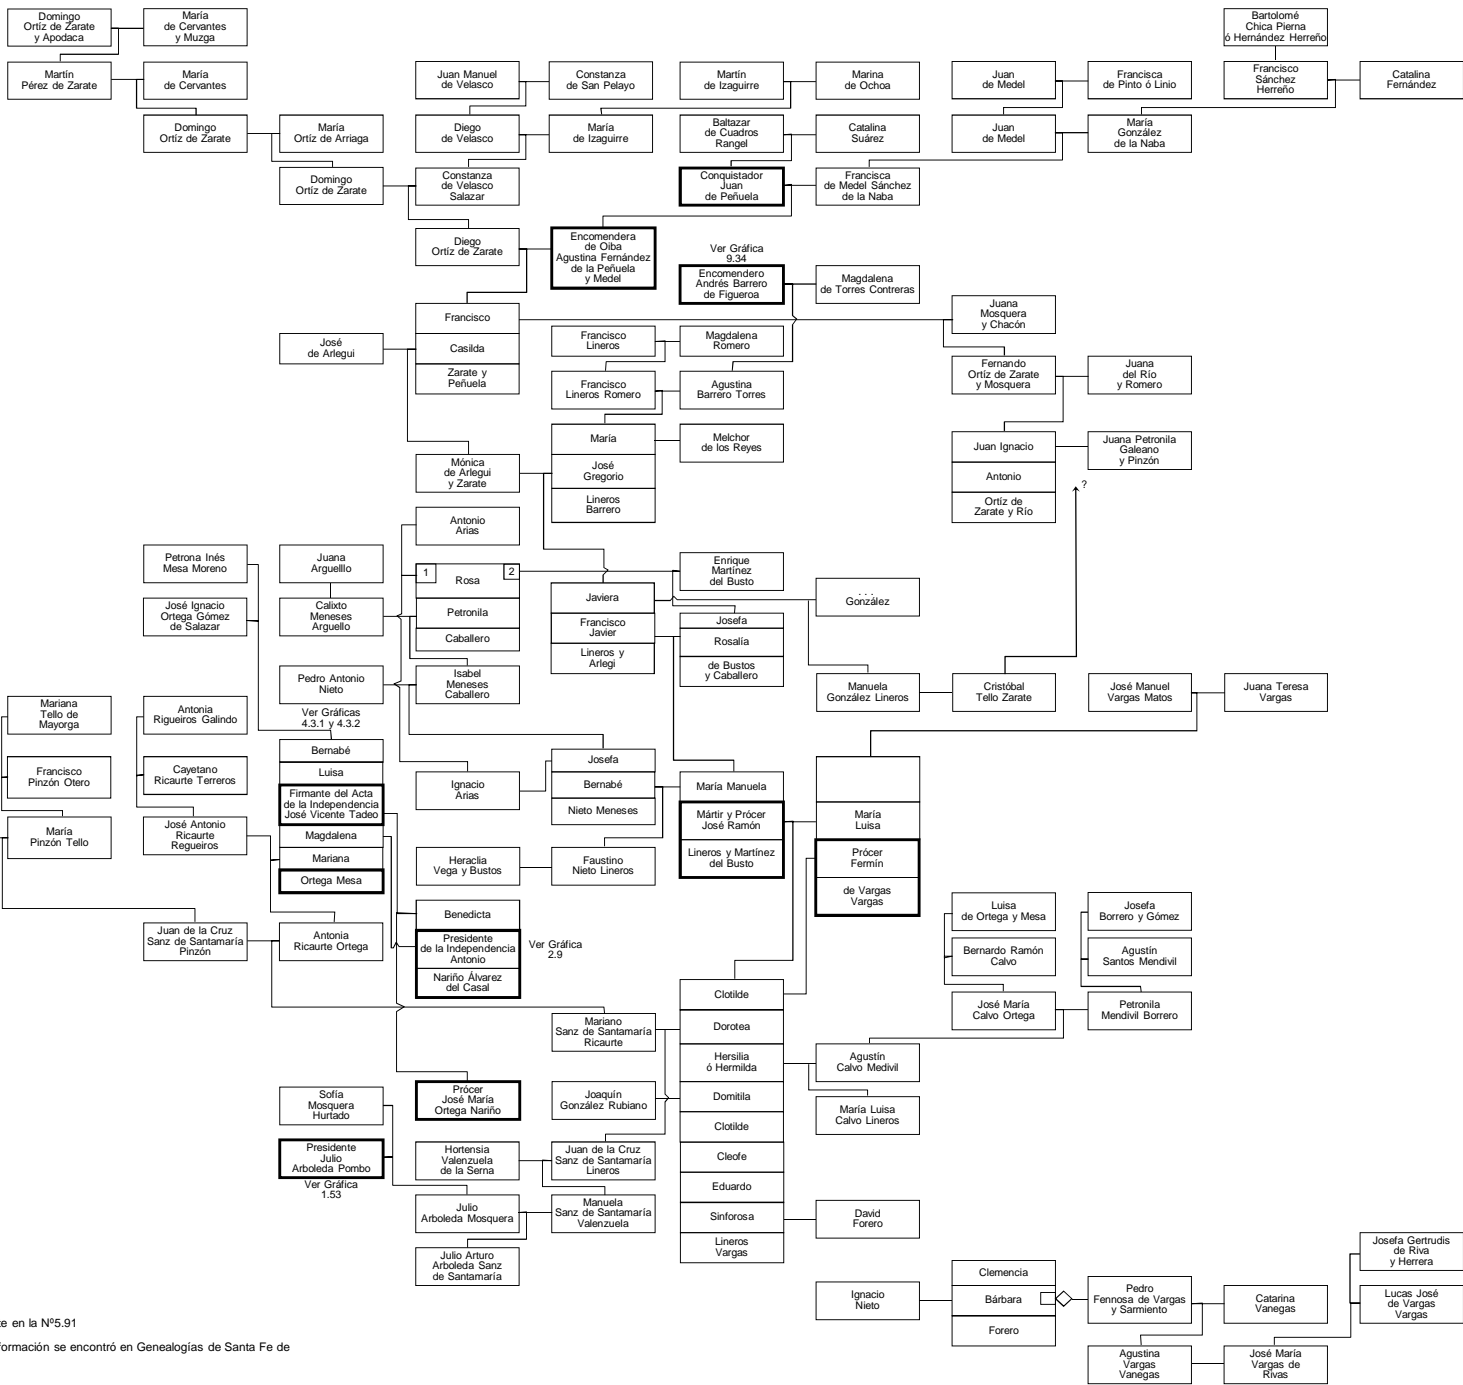 Domingo
Ortíz de Zarate
y Apodaca
María
de Cervantes
y Muzga
Bartolomé
Chica Pierna
ó Hernández Herreño
Martín
Pérez de Zarate
María
de Cervantes
Juan Manuel
de Velasco
Constanza
de San Pelayo
Martín
de Izaguirre
Marina
de Ochoa
Juan
de Medel
Francisca
de Pinto ó Linio
Francisco
Sánchez
Herreño
Catalina
Fernández
Domingo
Ortíz de Zarate
María
Ortíz de Arriaga
Diego
de Velasco
María
de Izaguirre
Baltazar
de Cuadros
Rangel
Catalina
Suárez
Juan
de Medel
María
González
de la Naba
Domingo
Ortíz de Zarate
Constanza
de Velasco
Salazar
Conquistador
Juan
de Peñuela
Francisca
de Medel Sánchez
de la Naba
Diego
Ortíz de Zarate
Encomendera
de Oiba
Agustina Fernández
de la Peñuela
y Medel
Ver Gráfica
9.34
Encomendero
Andrés Barrero
de Figueroa
Magdalena
de Torres Contreras
Francisco
Casilda
Zarate y
Peñuela
Juana
Mosquera
y Chacón
José
de Arlegui
Francisco
Lineros
Magdalena
Romero
Francisco
Lineros Romero
Agustina
Barrero Torres
Fernando
Ortíz de Zarate
y Mosquera
Juana
del Río
y Romero
María
José
Gregorio
Lineros
Barrero
Melchor
de los Reyes
Mónica
de Arlegui
y Zarate
Juan Ignacio
Antonio
Ortíz de
Zarate y Río
Juana Petronila
Galeano
y Pinzón
?
Antonio
Arias
Petrona Inés
Mesa Moreno
Juana
Arguelllo
1
Rosa
2
Petronila
Caballero
Enrique
Martínez
del Busto
José Ignacio
Ortega Gómez
de Salazar
Calixto
Meneses
Arguello
Javiera
Francisco
Javier
Lineros y
Arlegi
. . .
González
Josefa
Rosalía
de Bustos
y Caballero
Pedro Antonio
Nieto
Isabel
Meneses
Caballero
Manuela
González Lineros
Cristóbal
Tello Zarate
José Manuel
Vargas Matos
Juana Teresa
Vargas
Mariana
Tello de
Mayorga
Antonia
Rigueiros Galindo
Ver Gráficas
4.3.1 y 4.3.2
Bernabé
Luisa
Firmante del Acta
de la Independencia
José Vicente Tadeo
Magdalena
Mariana
Ortega Mesa
Francisco
Pinzón Otero
Cayetano
Ricaurte Terreros
Ignacio
Arias
Josefa
Bernabé
Nieto Meneses
María Manuela
Mártir y Prócer
José Ramón
Lineros y Martínez
del Busto
María
Luisa
Prócer
Fermín
de Vargas
Vargas
María
Pinzón Tello
José Antonio
Ricaurte
Regueiros
Heraclia
Vega y Bustos
Faustino
Nieto Lineros
Juan de la Cruz
Sanz de Santamaría
Pinzón
Antonia
Ricaurte Ortega
Benedicta
Presidente
de la Independencia
Antonio
Nariño Álvarez
del Casal
Ver Gráfica
2.9
Luisa
de Ortega y Mesa
Josefa
Borrero y Gómez
Bernardo Ramón
Calvo
Agustín
Santos Mendivil
José María
Calvo Ortega
Petronila
Mendivil Borrero
Mariano
Sanz de Santamaría
Ricaurte
Clotilde
Dorotea
Hersilia
ó Hermilda
Domitila
Clotilde
Cleofe
Eduardo
Sinforosa
Lineros
Vargas
Agustín
Calvo Medivil
Sofía
Mosquera
Hurtado
Prócer
José María
Ortega Nariño
Joaquín
González Rubiano
María Luisa
Calvo Lineros
Presidente
Julio
Arboleda Pombo
Ver Gráfica
1.53
Hortensia
Valenzuela
de la Serna
Juan de la Cruz
Sanz de Santamaría
Lineros
Julio
Arboleda Mosquera
Manuela
Sanz de Santamaría
Valenzuela
David
Forero
Julio Arturo
Arboleda Sanz
de Santamaría
Josefa Gertrudis
de Riva
y Herrera
Ignacio
Nieto
Clemencia
Bárbara
Forero
Pedro
Fennosa de Vargas
y Sarmiento
Catarina
Vanegas
Lucas José
de Vargas
Vargas
Agustina
Vargas
Vanegas
José María
Vargas de
Rivas
te en la Nº5.91
formación se encontró en Genealogías de Santa Fe de